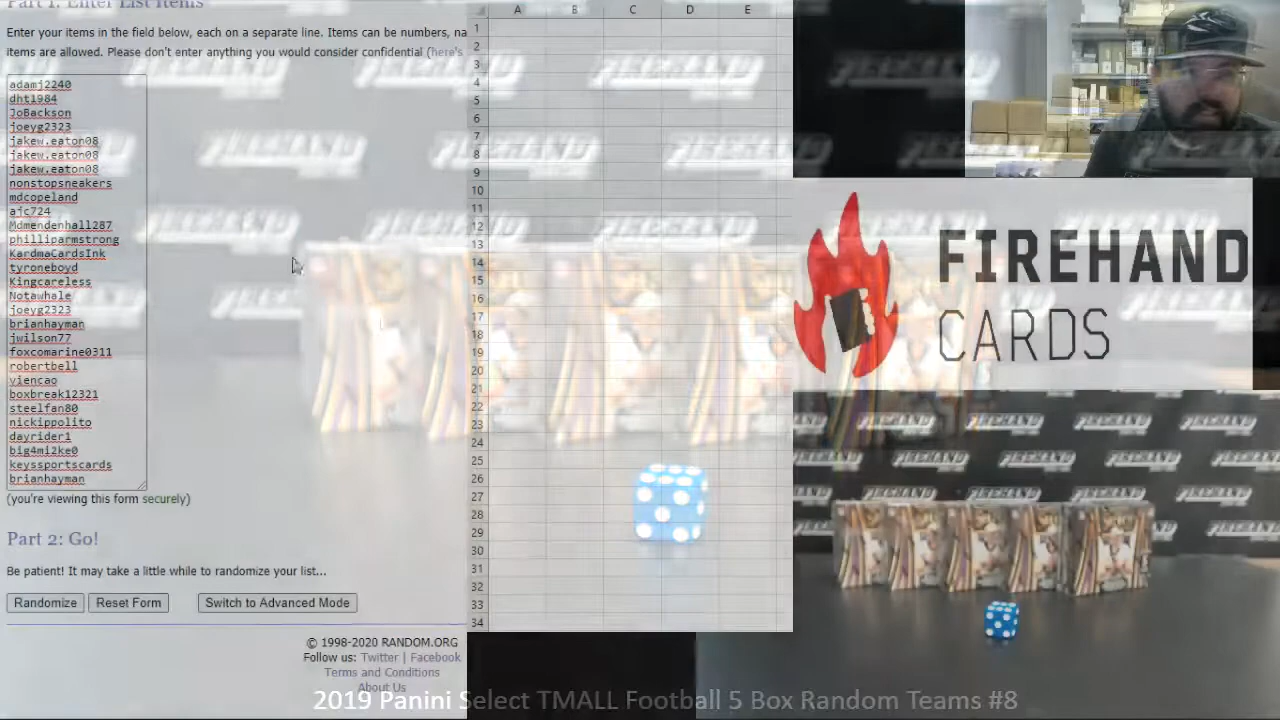 Part 1: Enter List Items
Enter your items in the field below, each on a separate line. Items can be numbers, na
items are allowed. Please don't enter anything you would consider confidential (here's
adamj2240
dht1984
JoBackson
joeyg2323
jakew.eaton08
jakew.eaton08
jakew.eaton08
nonstopsneakers
mdcopeland
ajc724
Mdmendenhall287
philliparmstrong
KardmaCardsInk
tyroneboyd
Kingcareless
Notawhale
joeyg2323
brianhayman
jwilson77
foxcomarine0311
robertbell
viencao
boxbreak12321
steelfan80
nickippolito
dayrider1
big4mi2ke0
keyssportscards
brianhayman
(you're viewing this form securely)
Part 2: Go!
Be patient! It may take a little while to randomize your list...
Randomize Reset Form Switch to Advanced Mode
© 1998-2020 RANDOM.ORG
Follow us: Twitter | Facebook
Terms and Conditions
About Us
A B C D E
1
2
3
4
5
6
7
8
9
10
11
12
13
14
15
16
17
18
19
20
21
22
23
24
25
26
27
28
29
30
31
32
33
34
FIREHAND
CARDS
2019 Panini Select TMALL Football 5 Box Random Teams #8